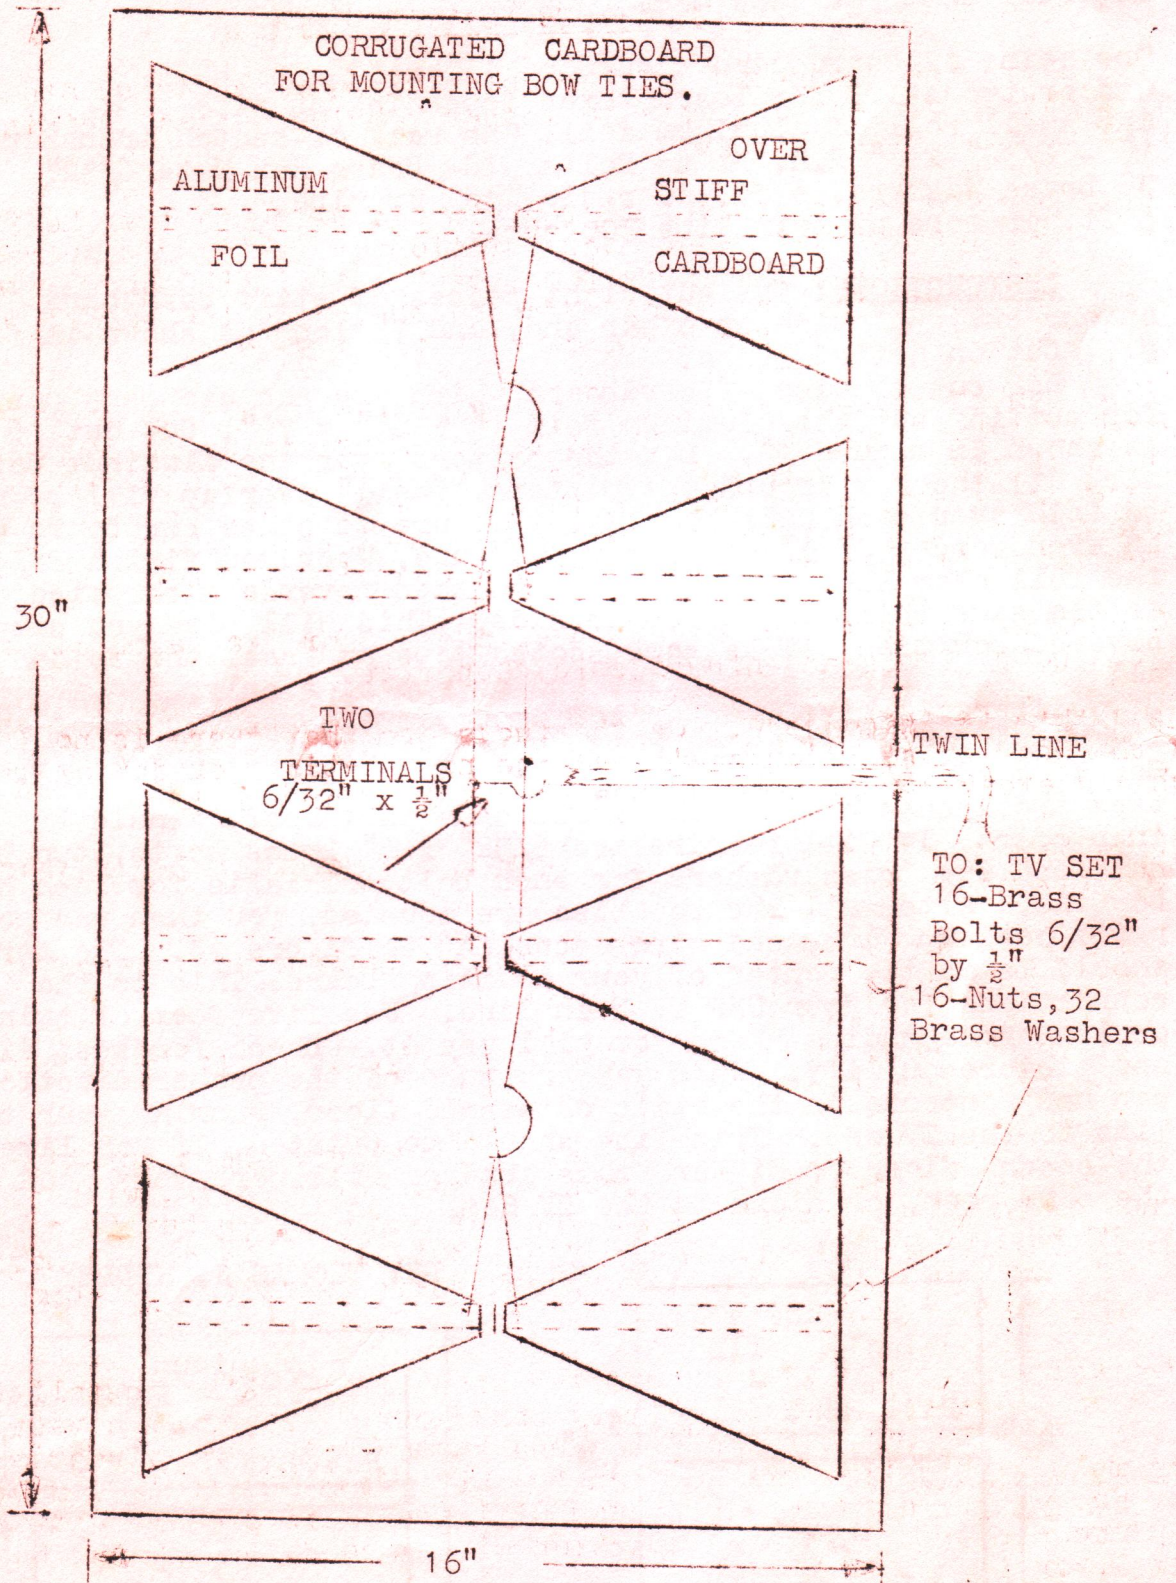 CORRUGATED CARDBOARD
FOR MOUNTING BOW TIES.
OVER
ALUMINUM
STIFF
FOIL
CARDBOARD
30"
TWO
TERMINALS
6/32" x ½"
TWIN LINE
TO: TV SET
16-Brass
Bolts 6/32"
by ½"
16-Nuts,32
Brass Washers
16"